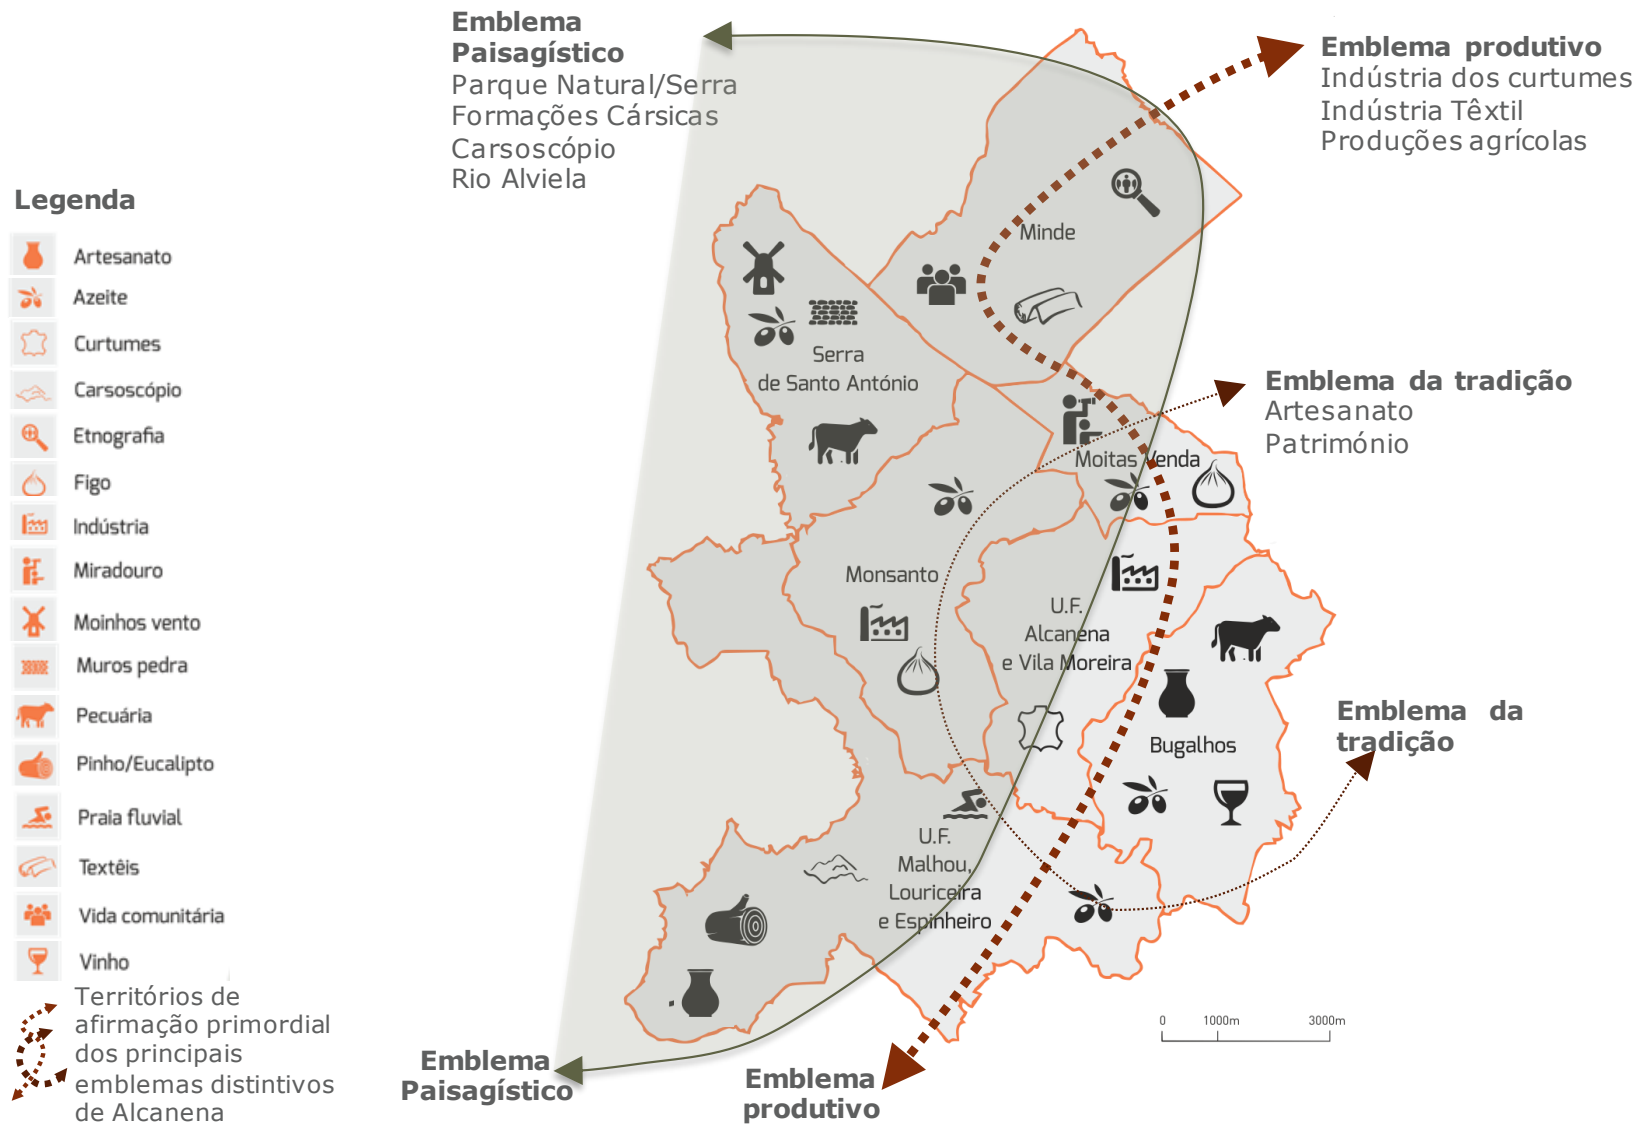 Emblema
Paisagístico
Parque Natural/Serra
Formações Cársicas
Carsoscópio
Rio Alviela
Emblema produtivo
Indústria dos curtumes
Indústria Têxtil
Produções agrícolas
Legenda
Artesanato
Azeite
Curtumes
Carsoscópio
Etnografia
Figo
Indústria
Miradouro
Moinhos vento
Muros pedra
Pecuária
Pinho/Eucalipto
Praia fluvial
Textêis
Vida comunitária
Vinho
Territórios de
afirmação primordial
dos principais
emblemas distintivos
de Alcanena
Minde
Serra
de Santo António
Emblema da tradição
Artesanato
Património
Moitas Venda
Monsanto
U.F.
Alcanena
e Vila Moreira
Bugalhos
Emblema da
tradição
U.F.
Malhou,
Louriceira
e Espinheiro
0 1000m 3000m
Emblema
Paisagístico
Emblema
produtivo